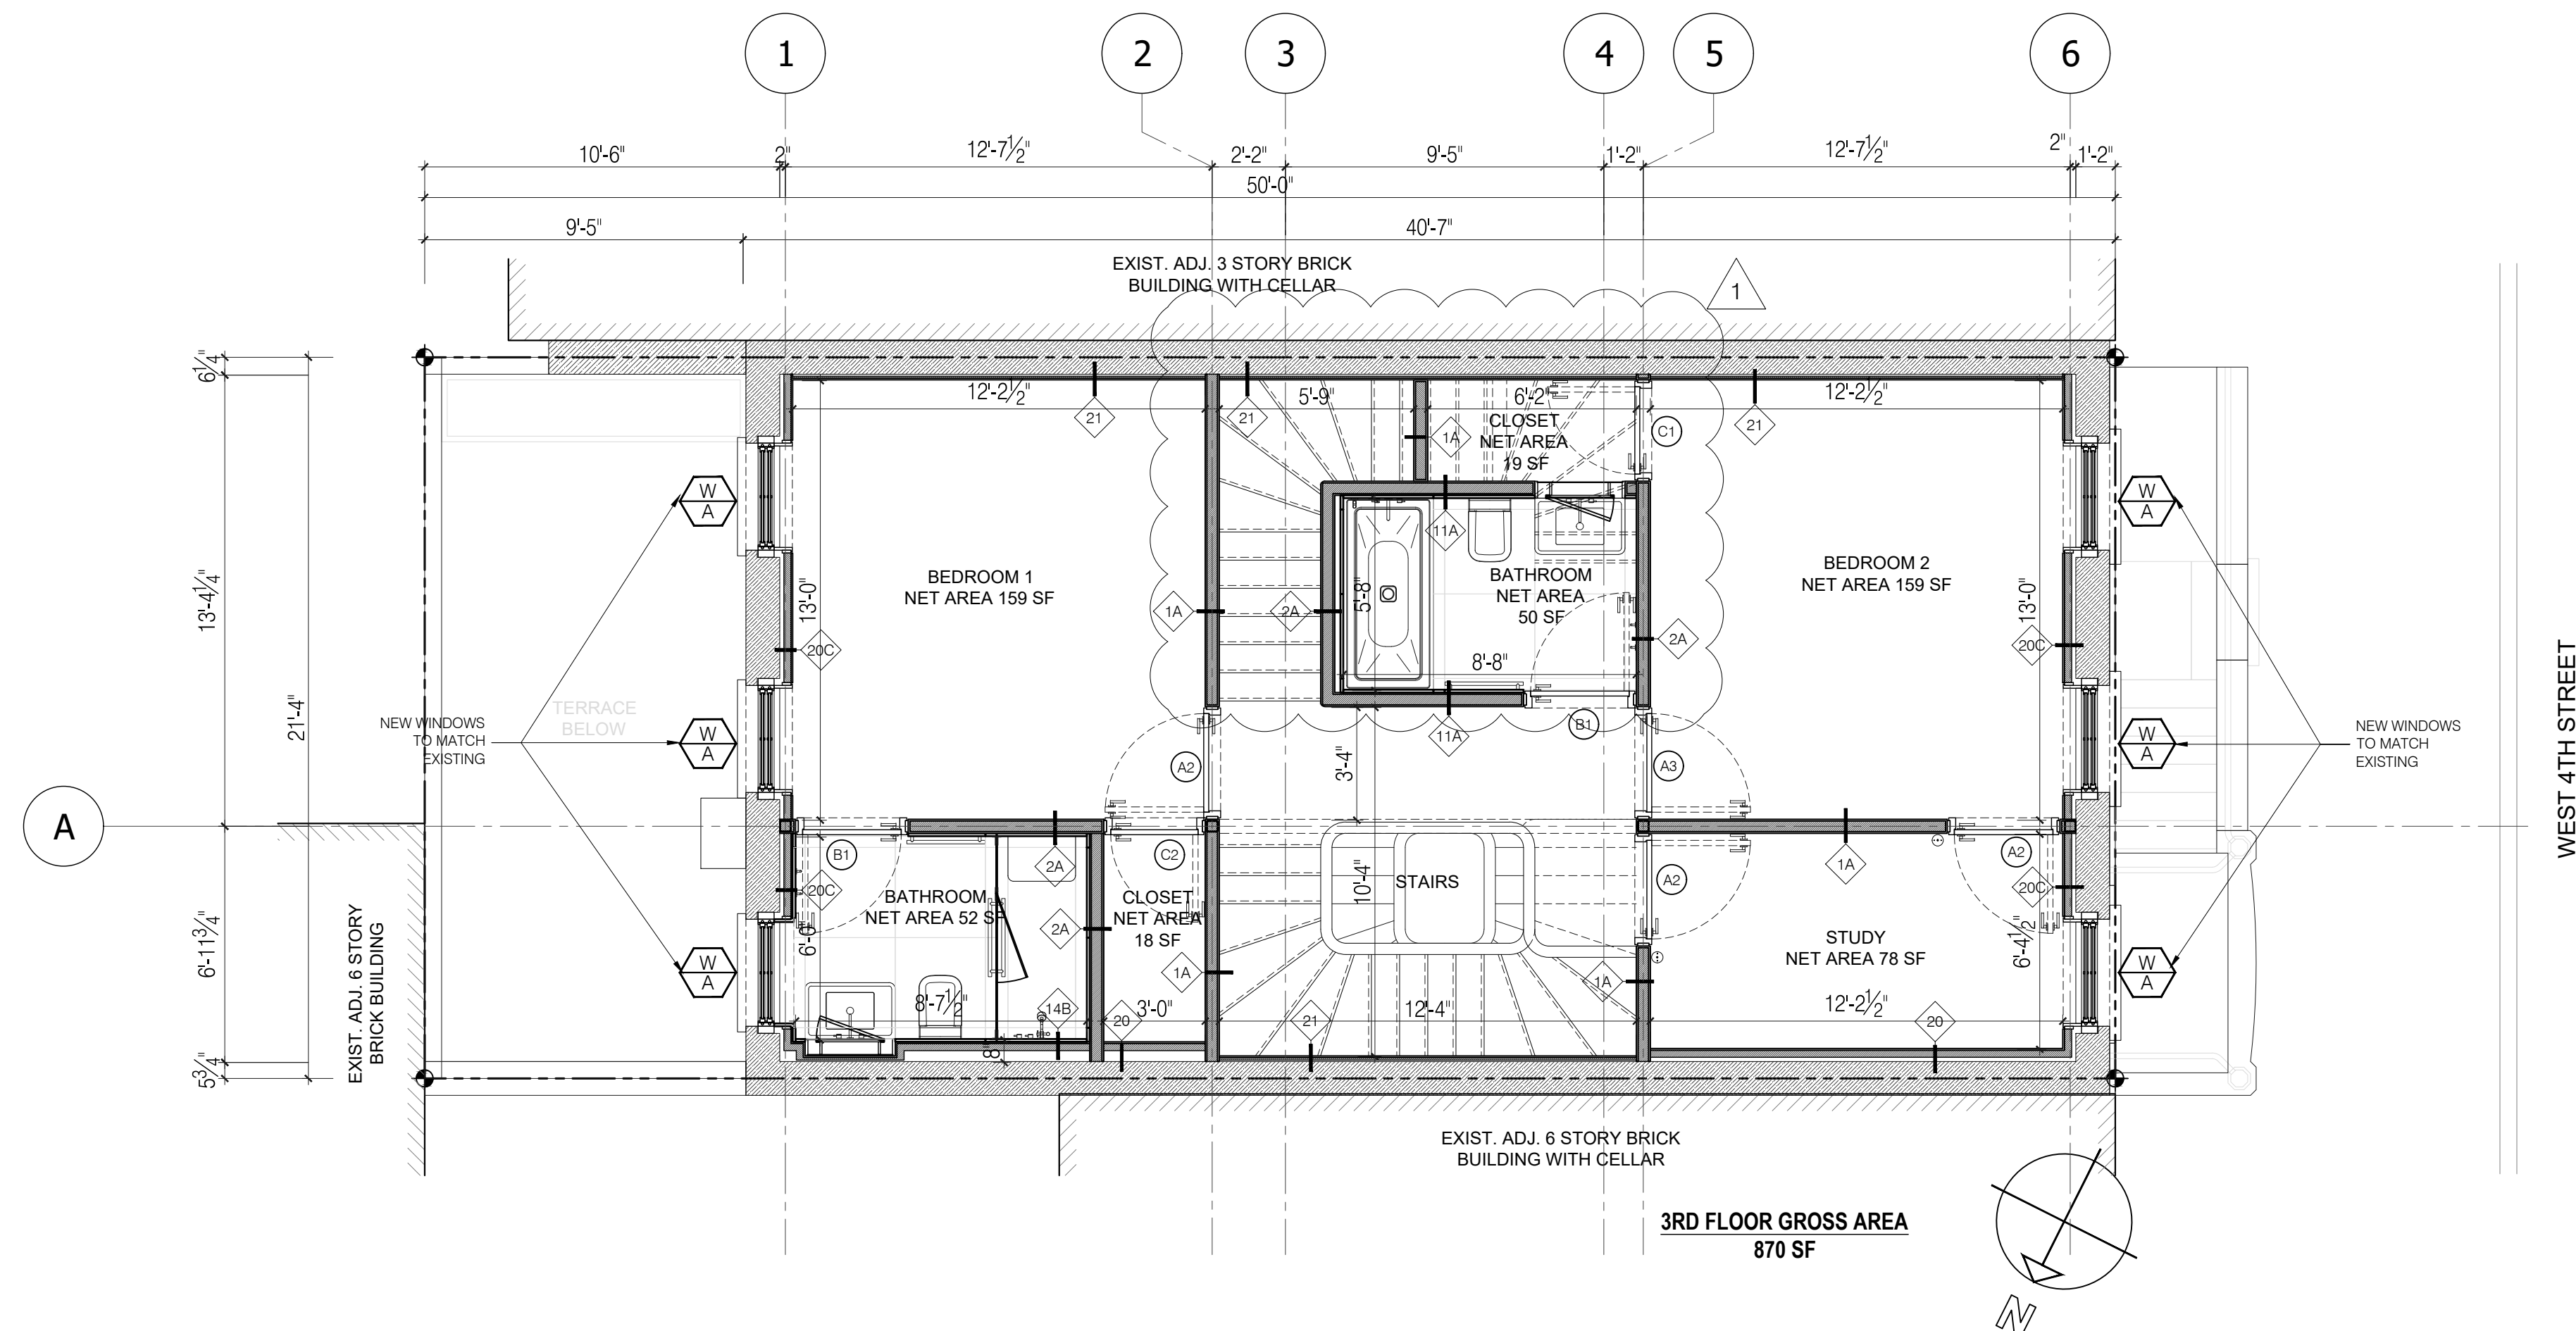 1
2
3
4
5
6
10'-6"
2"
12'-7½"
2'-2"
9'-5"
1'-2"
12'-7½"
2"
1'-2"
50'-0"
9'-5"
40'-7"
EXIST. ADJ. 3 STORY BRICK
BUILDING WITH CELLAR
1
6¼"
13'-4¼"
21'-4"
6'-11¾"
5¾"
A
12'-2½"
5'-9"
6'-2"
12'-2½"
21
21
21
1A
C1
CLOSET
NET AREA
19 SF
W
A
W
A
11A
BEDROOM 1
NET AREA 159 SF
13'-0"
1A
2A
5'-8"
BATHROOM
NET AREA
50 SF
2A
BEDROOM 2
NET AREA 159 SF
13'-0"
20C
20C
8'-8"
TERRACE
BELOW
NEW WINDOWS
TO MATCH
EXISTING
W
A
W
A
NEW WINDOWS
TO MATCH
EXISTING
WEST 4TH STREET
B1
11A
A2
3'-4"
A3
B1
2A
C2
A2
1A
A2
20C
20C
BATHROOM
NET AREA 52 SF
6'-0"
2A
CLOSET
NET AREA
18 SF
STAIRS
10'-4"
STUDY
NET AREA 78 SF
6'-4½"
EXIST. ADJ. 6 STORY
BRICK BUILDING
W
A
W
A
1A
1A
8'-7½"
14B
3'-0"
12'-4"
12'-2½"
8"
20
21
20
EXIST. ADJ. 6 STORY BRICK
BUILDING WITH CELLAR
3RD FLOOR GROSS AREA
870 SF
N